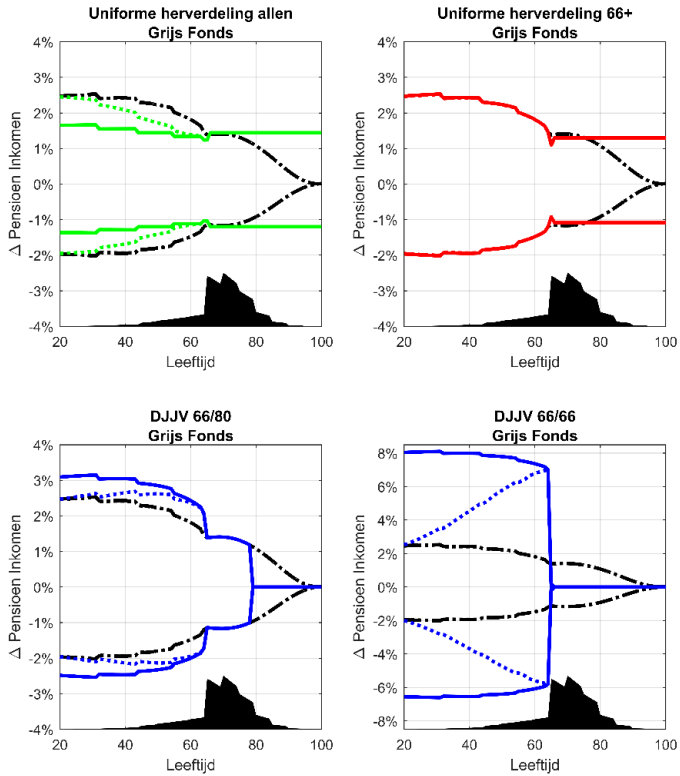 Uniforme herverdeling allen
Grijs Fonds
4%
3%
2%
1%
0%
-1%
-2%
-3%
-4%
Δ Pensioen Inkomen
20 40 60 80 100
Leeftijd
Uniforme herverdeling 66+
Grijs Fonds
4%
3%
2%
1%
0%
-1%
-2%
-3%
-4%
Δ Pensioen Inkomen
20 40 60 80 100
Leeftijd
DJJV 66/80
Grijs Fonds
4%
3%
2%
1%
0%
-1%
-2%
-3%
-4%
Δ Pensioen Inkomen
20 40 60 80 100
Leeftijd
DJJV 66/66
Grijs Fonds
8%
6%
4%
2%
0%
-2%
-4%
-6%
-8%
Δ Pensioen Inkomen
20 40 60 80 100
Leeftijd